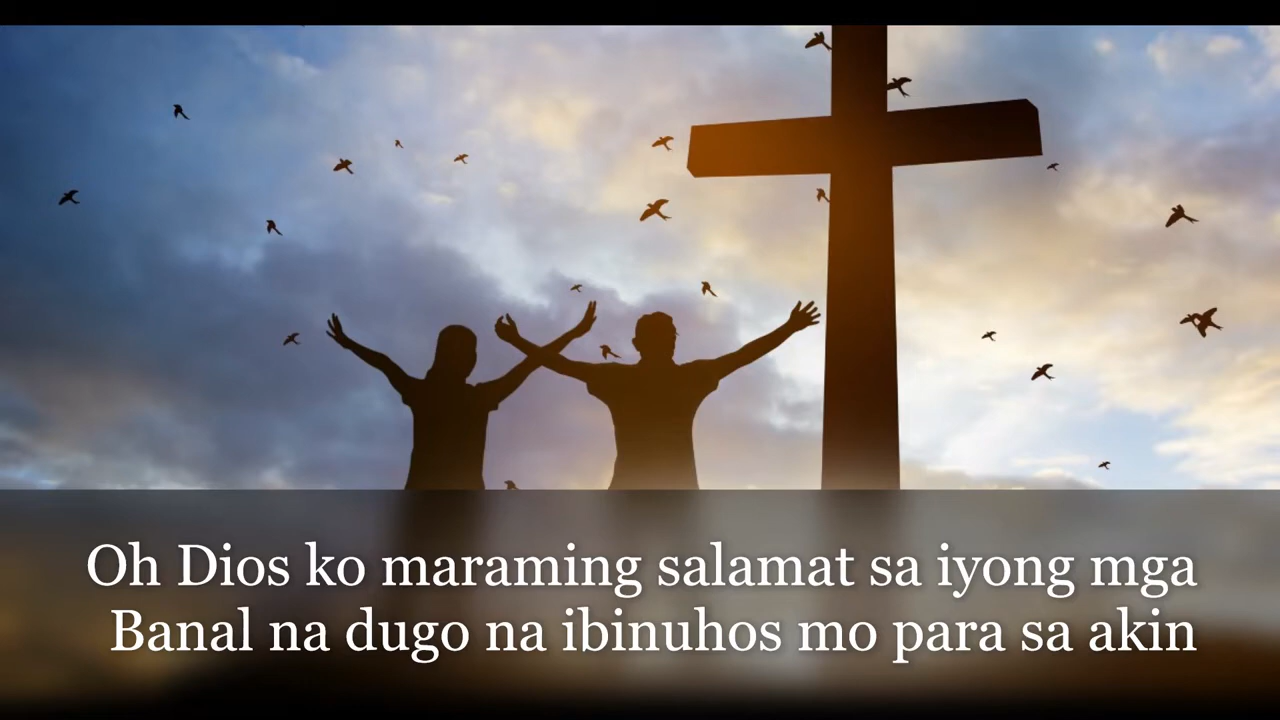 Oh Dios ko maraming salamat sa iyong mga
Banal na dugo na ibinuhos mo para sa akin